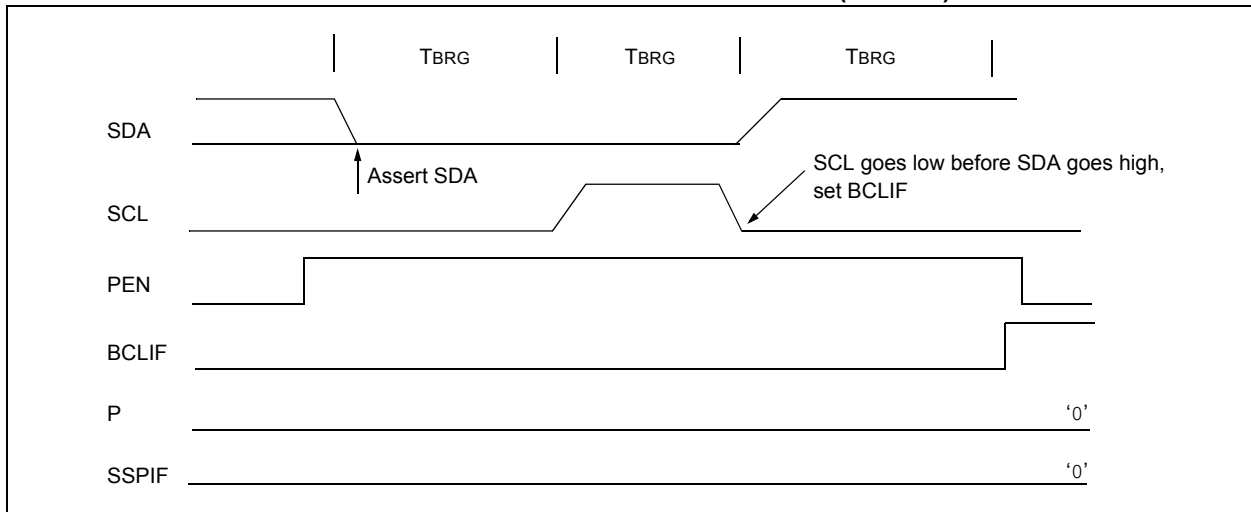 TBRG TBRG TBRG
SDA
Assert SDA
SCL goes low before SDA goes high,
set BCLIF
SCL
PEN
BCLIF
P ‘0’
SSPIF ‘0’